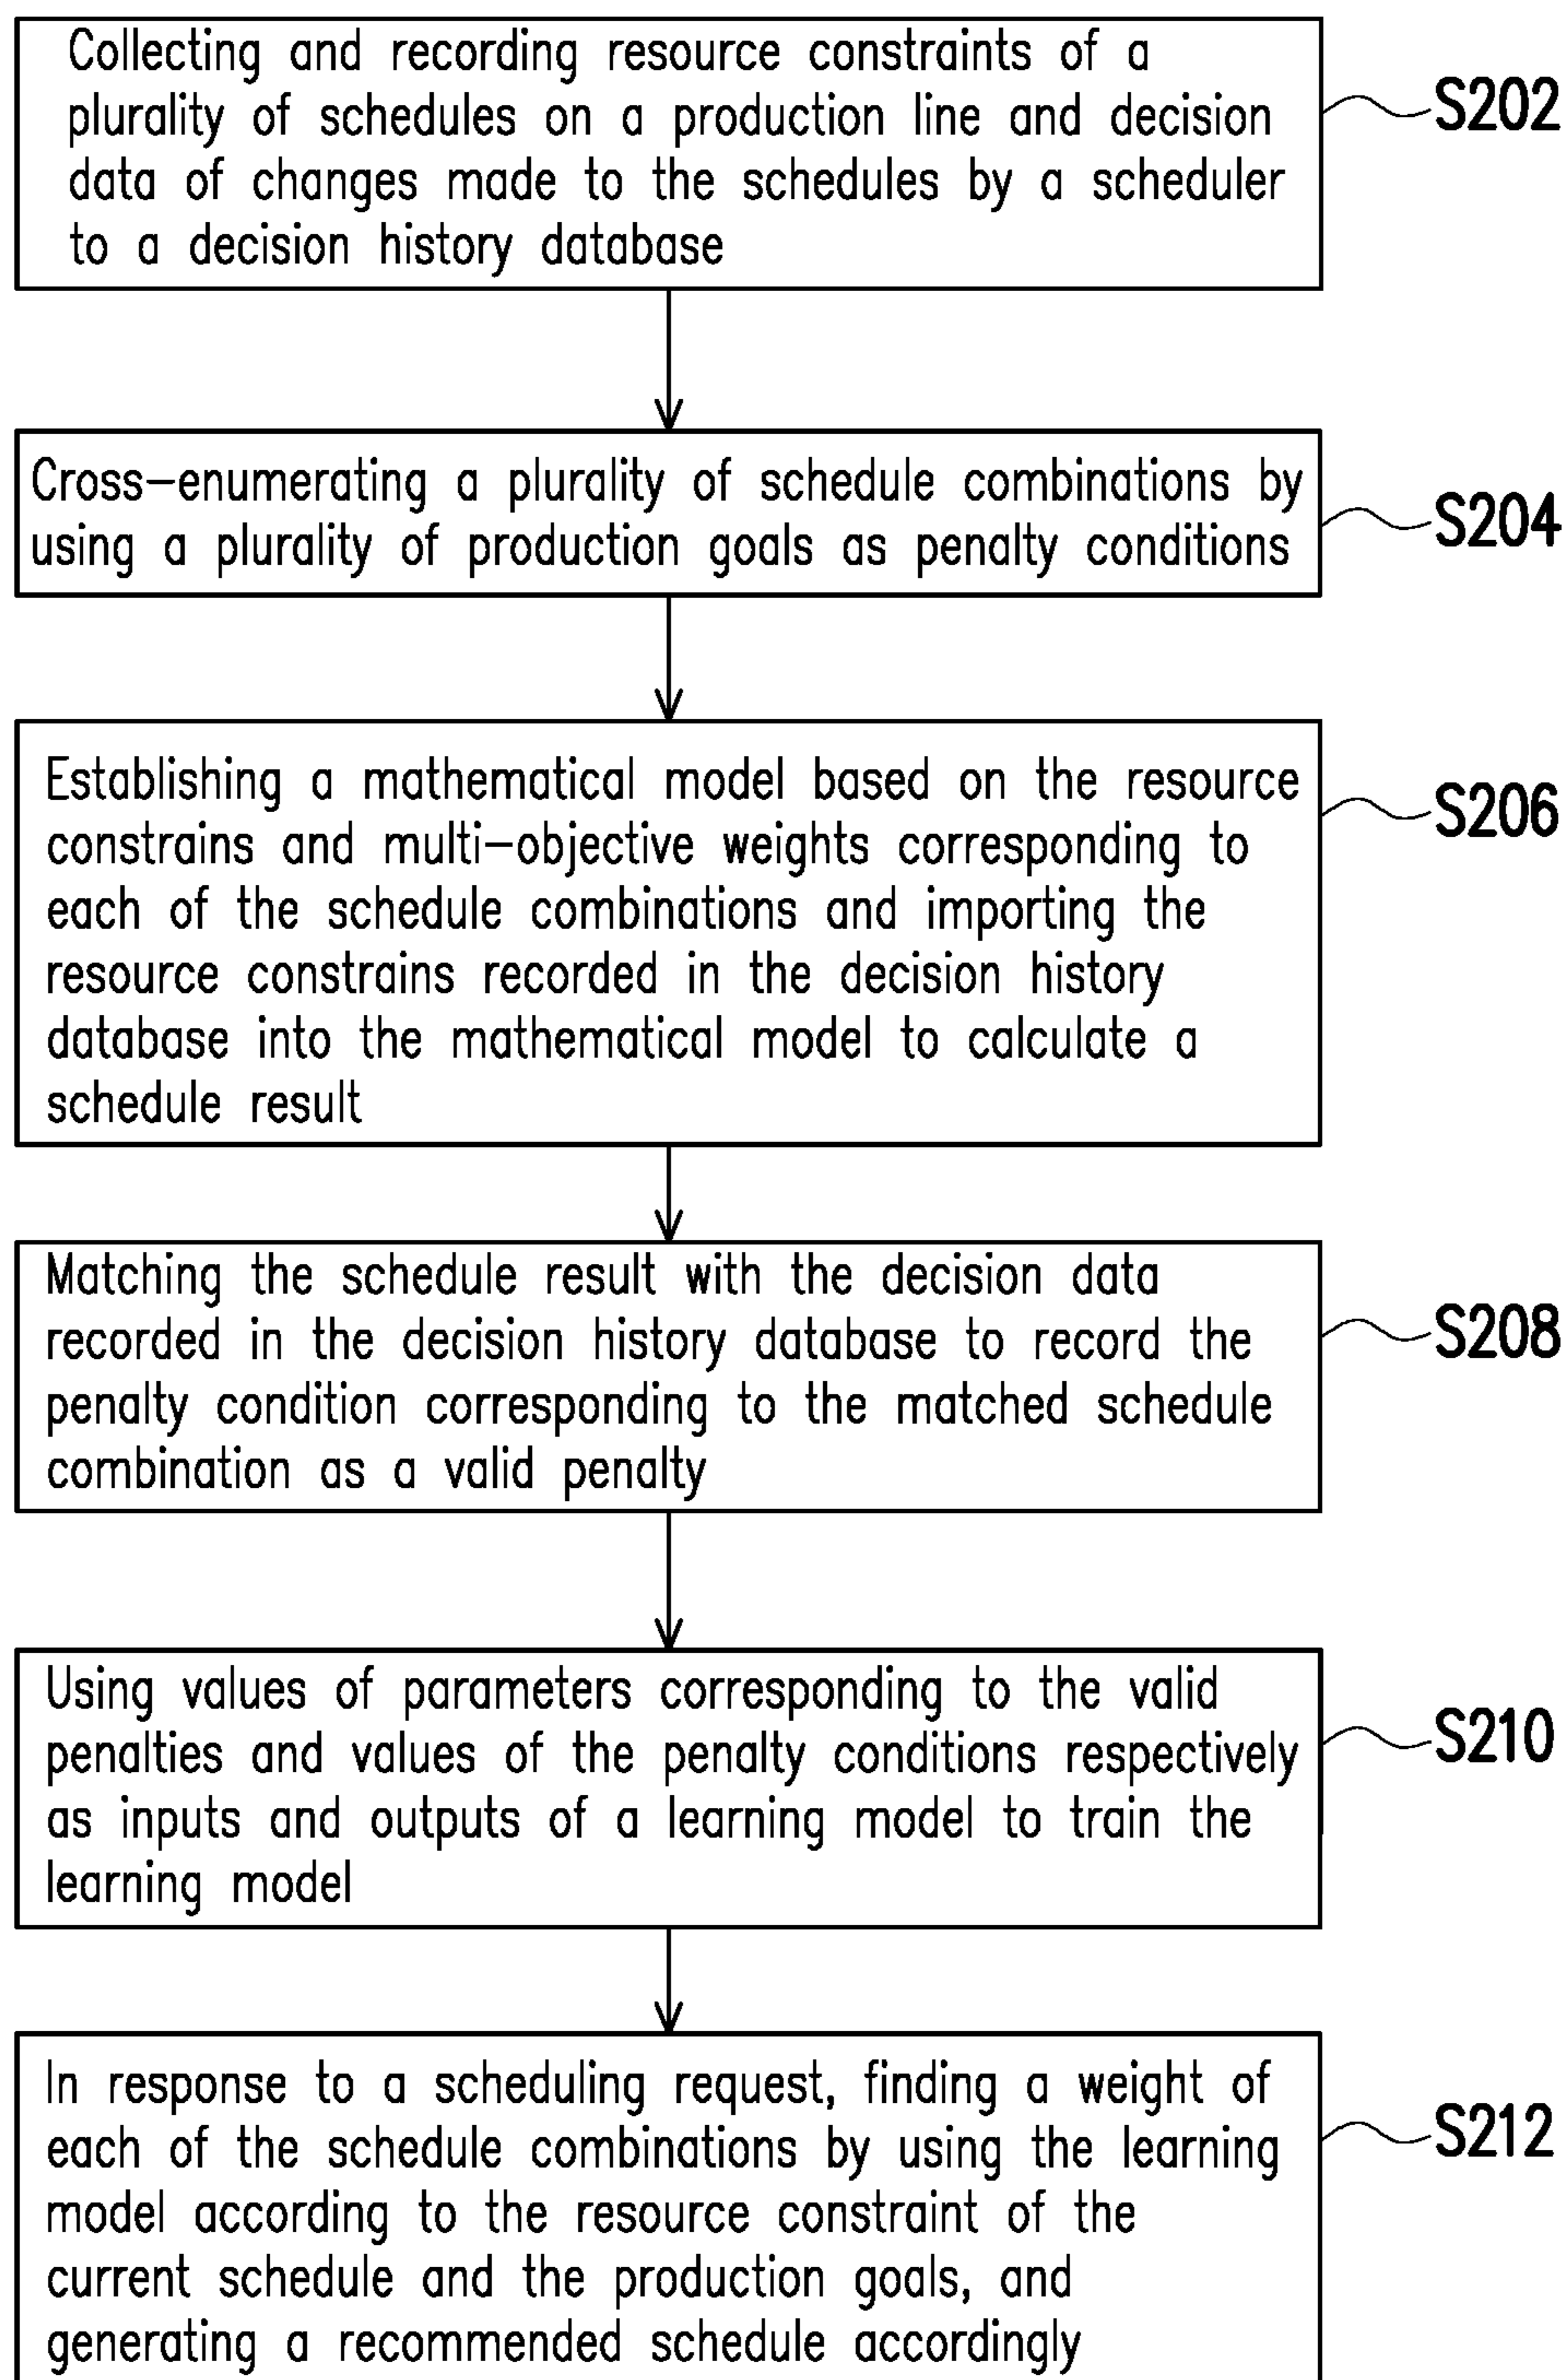 Collecting and recording resource constraints of a
plurality of schedules on a production line and decision
data of changes made to the schedules by a scheduler
to a decision history database
S202
Cross-enumerating a plurality of schedule combinations by
using a plurality of production goals as penalty conditions
S204
Establishing a mathematical model based on the resource
constrains and multi-objective weights corresponding to
each of the schedule combinations and importing the
resource constrains recorded in the decision history
database into the mathematical model to calculate a
schedule result
S206
Matching the schedule result with the decision data
recorded in the decision history database to record the
penalty condition corresponding to the matched schedule
combination as a valid penalty
S208
Using values of parameters corresponding to the valid
penalties and values of the penalty conditions respectively
as inputs and outputs of a learning model to train the
learning model
S210
In response to a scheduling request, finding a weight of
each of the schedule combinations by using the learning
model according to the resource constraint of the
current schedule and the production goals, and
generating a recommended schedule accordingly
S212